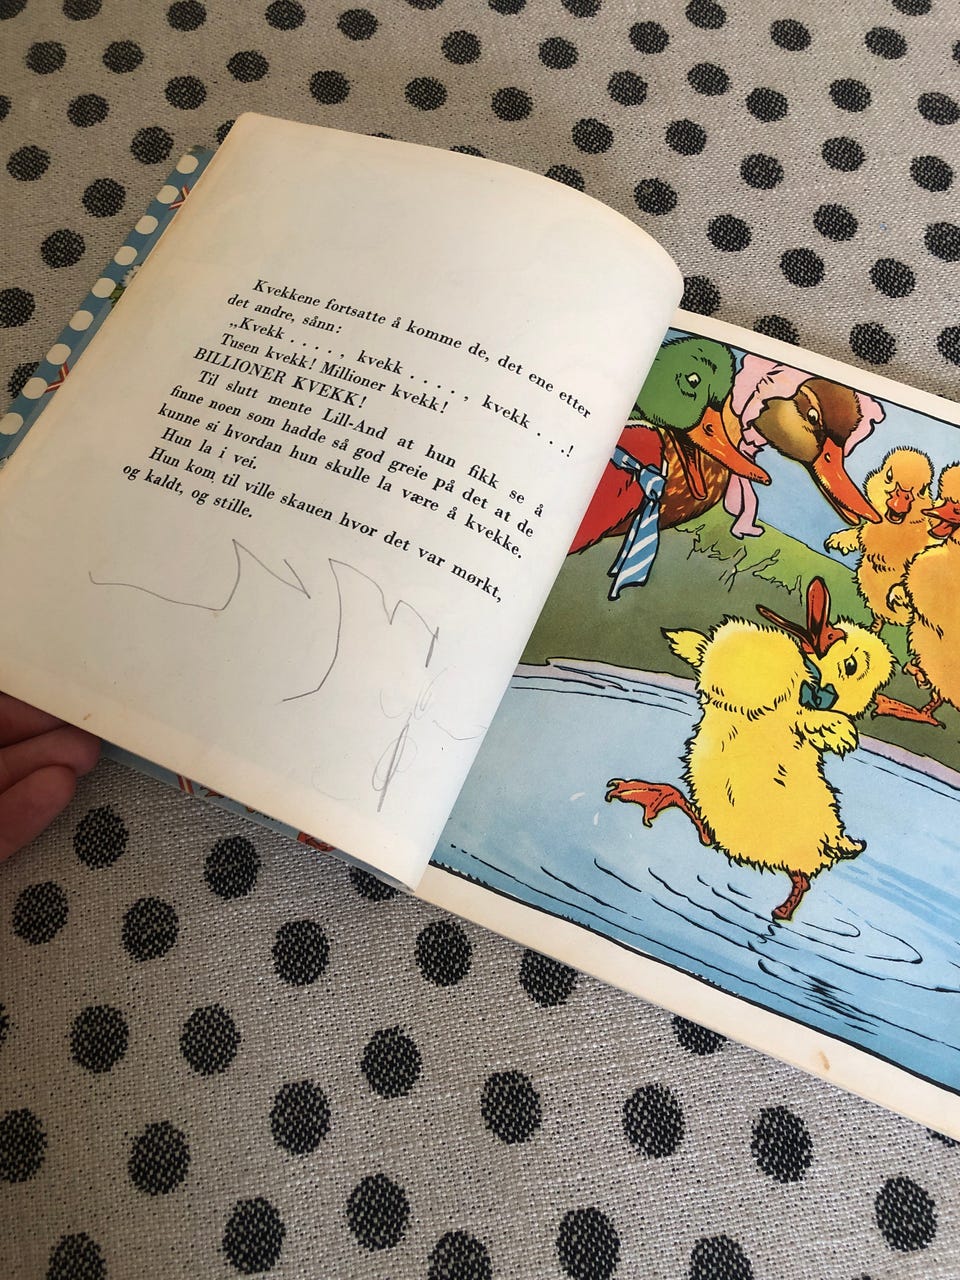 Kvekkene fortsatte å komme de, det ene etter
det andre, sånn:
„Kvekk . . . . . , kvekk . . . . , kvekk . . .!
Tusen kvekk! Millioner kvekk!
BILLIONER KVEKK!
Til slutt mente Lill-And at hun fikk se å
finne noen som hadde så god greie på det at de
kunne si hvordan hun skulle la være å kvekke.
Hun la i vei.
Hun kom til ville skauen hvor det var mørkt,
og kaldt, og stille.